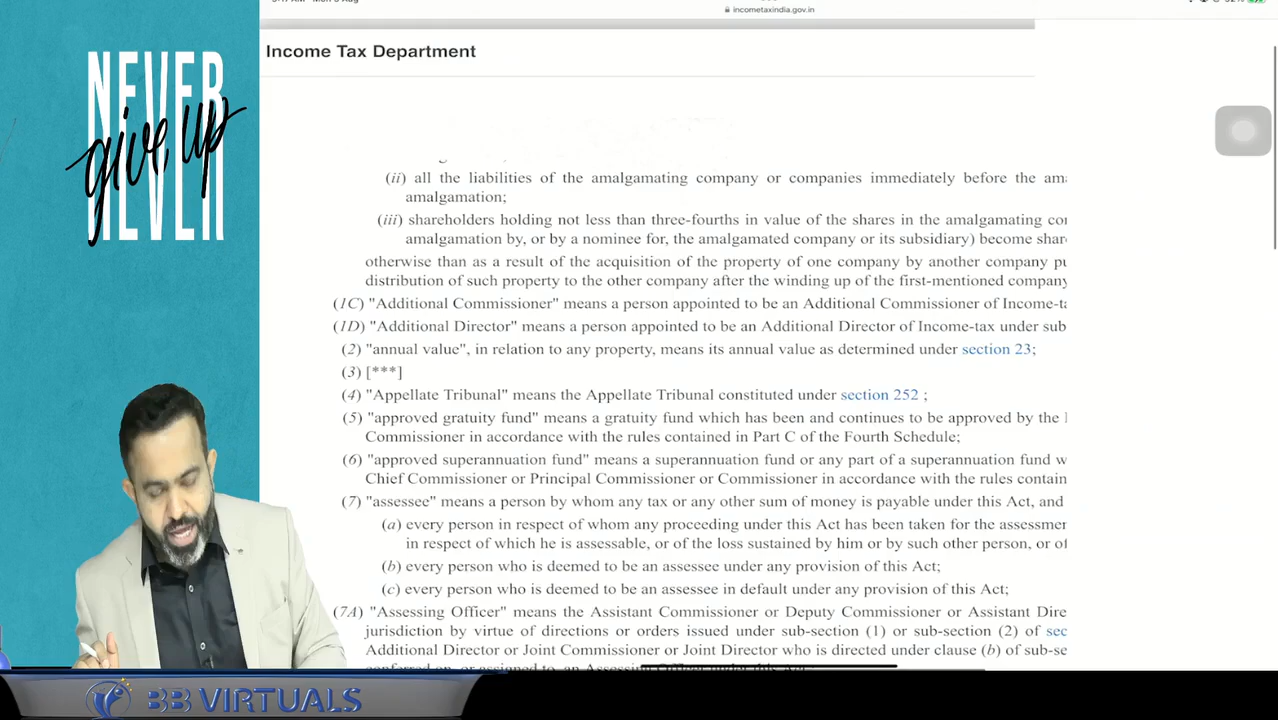 incometaxindia.gov.in
Income Tax Department
NEVER
give up
NEVER
(ii) all the liabilities of the amalgamating company or companies immediately before the
amalgamation;
(iii) shareholders holding not less than three-fourths in value of the shares in the amalgamating
amalgamation by, or by a nominee for, the amalgamated company or its subsidiary) become
otherwise than as a result of the acquisition of the property of one company by another company
distribution of such property to the other company after the winding up of the first-mentioned company
(1C) "Additional Commissioner" means a person appointed to be an Additional Commissioner of
(1D) "Additional Director" means a person appointed to be an Additional Director of Income-tax under
(2) "annual value", in relation to any property, means its annual value as determined under section 23;
(3) [***]
(4) "Appellate Tribunal" means the Appellate Tribunal constituted under section 252 ;
(5) "approved gratuity fund" means a gratuity fund which has been and continues to be approved by the
Commissioner in accordance with the rules contained in Part C of the Fourth Schedule;
(6) "approved superannuation fund" means a superannuation fund or any part of a superannuation fund
Chief Commissioner or Principal Commissioner or Commissioner in accordance with the rules
(7) "assessee" means a person by whom any tax or any other sum of money is payable under this Act, and
(a) every person in respect of whom any proceeding under this Act has been taken for the
in respect of which he is assessable, or of the loss sustained by him or by such other person, or of
(b) every person who is deemed to be an assessee under any provision of this Act;
(c) every person who is deemed to be an assessee in default under any provision of this Act;
(7A) "Assessing Officer" means the Assistant Commissioner or Deputy Commissioner or Assistant
jurisdiction by virtue of directions or orders issued under sub-section (1) or sub-section (2) of
Additional Director or Joint Commissioner or Joint Director who is directed under clause (b) of
BB VIRTUALS